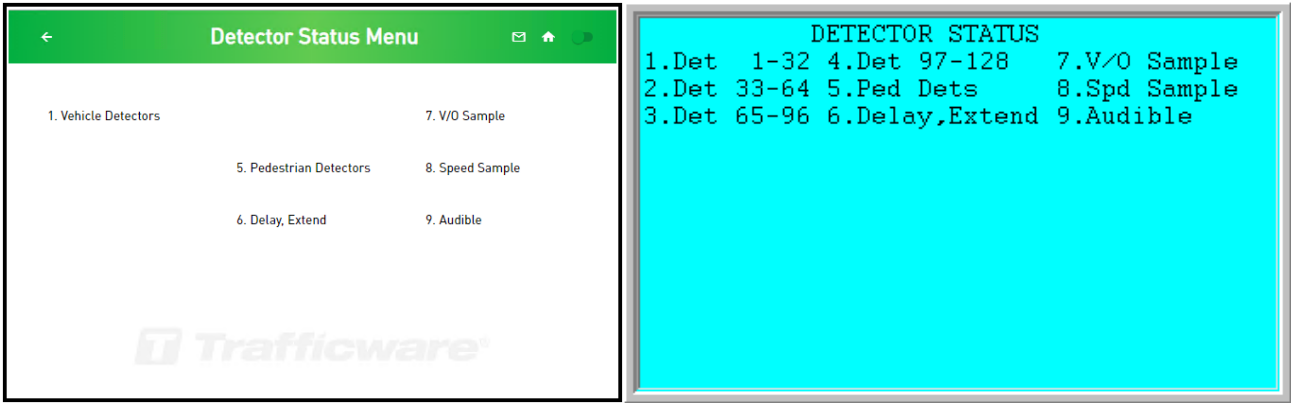 Detector Status Menu
1. Vehicle Detectors
7. V/O Sample
5. Pedestrian Detectors
8. Speed Sample
6. Delay, Extend
9. Audible
Trafficware®
DETECTOR STATUS
1.Det 1-32 4.Det 97-128 7.V/O Sample
2.Det 33-64 5.Ped Dets 8.Spd Sample
3.Det 65-96 6.Delay,Extend 9.Audible